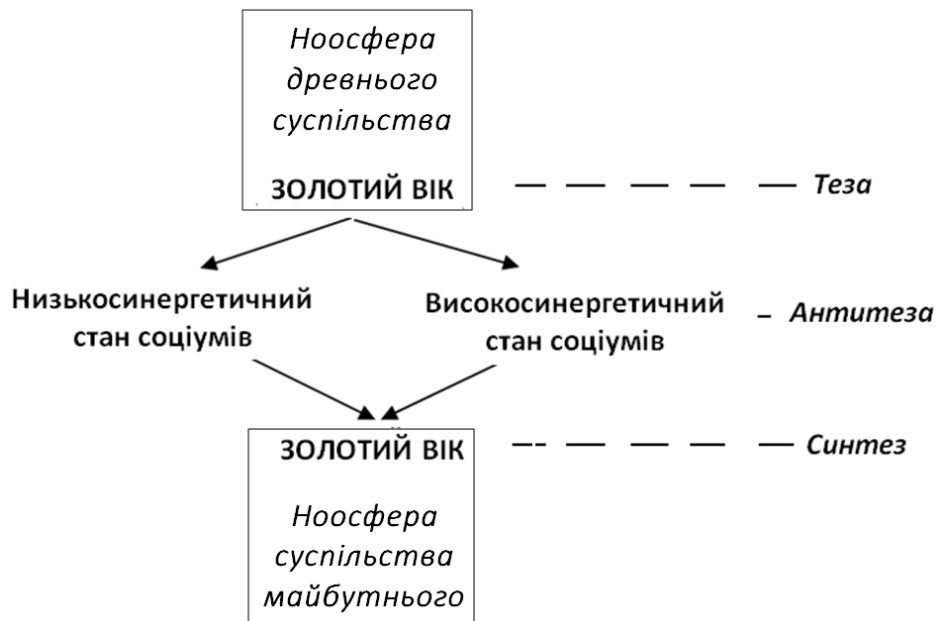 Ноосфера
древнього
суспільства
ЗОЛОТИЙ ВІК
Теза
Низькосинергетичний
стан соціумів
Високосинергетичний
стан соціумів
Антитеза
ЗОЛОТИЙ ВІК
Синтез
Ноосфера
суспільства
майбутнього